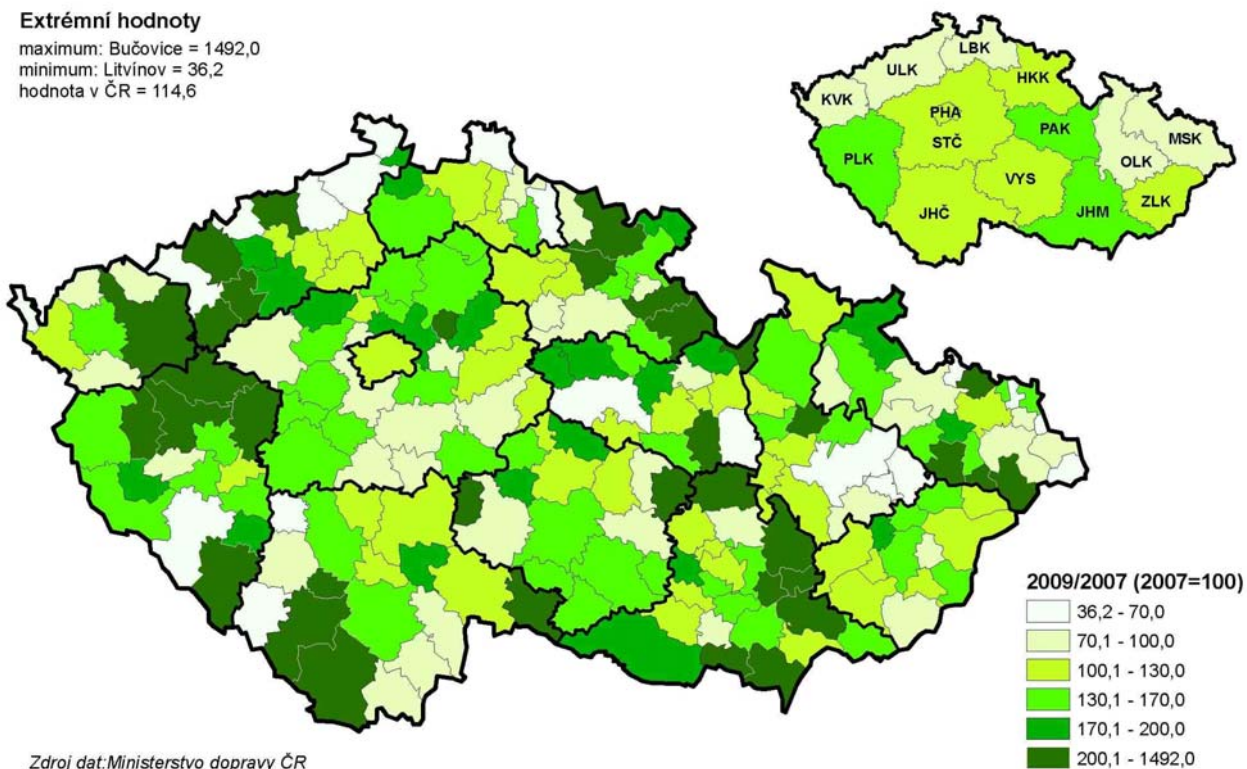 Extrémní hodnoty
maximum: Bučovice = 1492,0
minimum: Litvínov = 36,2
hodnota v ČR = 114,6
LBK
ULK
HKK
KVK
PHA
PAK
MSK
STČ
PLK
OLK
VYS
ZLK
JHČ
JHM
2009/2007 (2007=100)
36,2 - 70,0
70,1 - 100,0
100,1 - 130,0
130,1 - 170,0
170,1 - 200,0
200,1 - 1492,0
Zdroj dat:Ministerstvo dopravy ČR